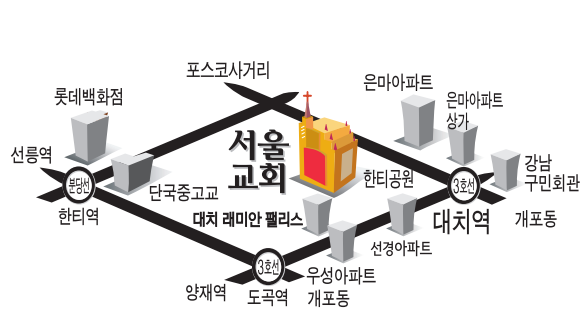 포스코사거리
은마아파트
롯데백화점
은마아파트
상가
선릉역
서울
교회
강남
구민회관
분당선
단국중고교
한티공원
3호선
한티역
대치 래미안 팰리스
대치역
개포동
선경아파트
3호선
우성아파트
양재역
도곡역
개포동